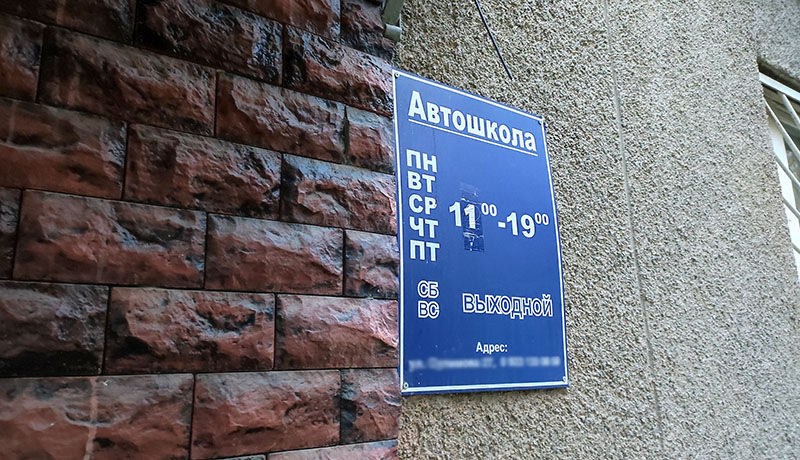 Автошкола
ПН
ВТ
СР
ЧТ
ПТ
11⁰⁰-19⁰⁰
СБ
ВС
ВЫХОДНОЙ
Адрес: